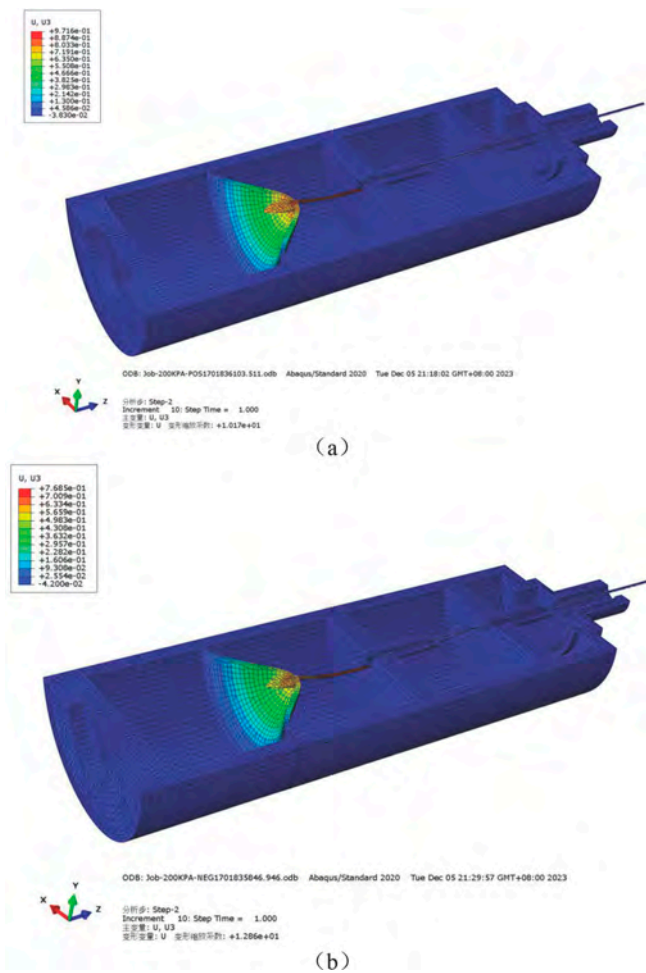 U, U3
+9.716e-01
+8.874e-01
+8.033e-01
+7.191e-01
+6.350e-01
+5.508e-01
+4.666e-01
+3.825e-01
+2.983e-01
+2.142e-01
+1.300e-01
+4.586e-02
-3.830e-02
ODB: Job-200KPA-POS1701836103.511.odb Abaqus/Standard 2020 Tue Dec 05 21:18:02 GMT+08:00 2023
Y
X
Z
分析步: Step-2
Increment 10: Step Time = 1.000
主变量: U, U3
变形变量: U 变形缩放系数: +1.017e+01
(a)
U, U3
+7.685e-01
+7.009e-01
+6.334e-01
+5.659e-01
+4.983e-01
+4.308e-01
+3.632e-01
+2.957e-01
+2.282e-01
+1.606e-01
+9.308e-02
+2.554e-02
-4.200e-02
ODB: Job-200KPA-NEG1701835846.946.odb Abaqus/Standard 2020 Tue Dec 05 21:29:57 GMT+08:00 2023
Y
X
Z
分析步: Step-2
Increment 10: Step Time = 1.000
主变量: U, U3
变形变量: U 变形缩放系数: +1.286e+01
(b)